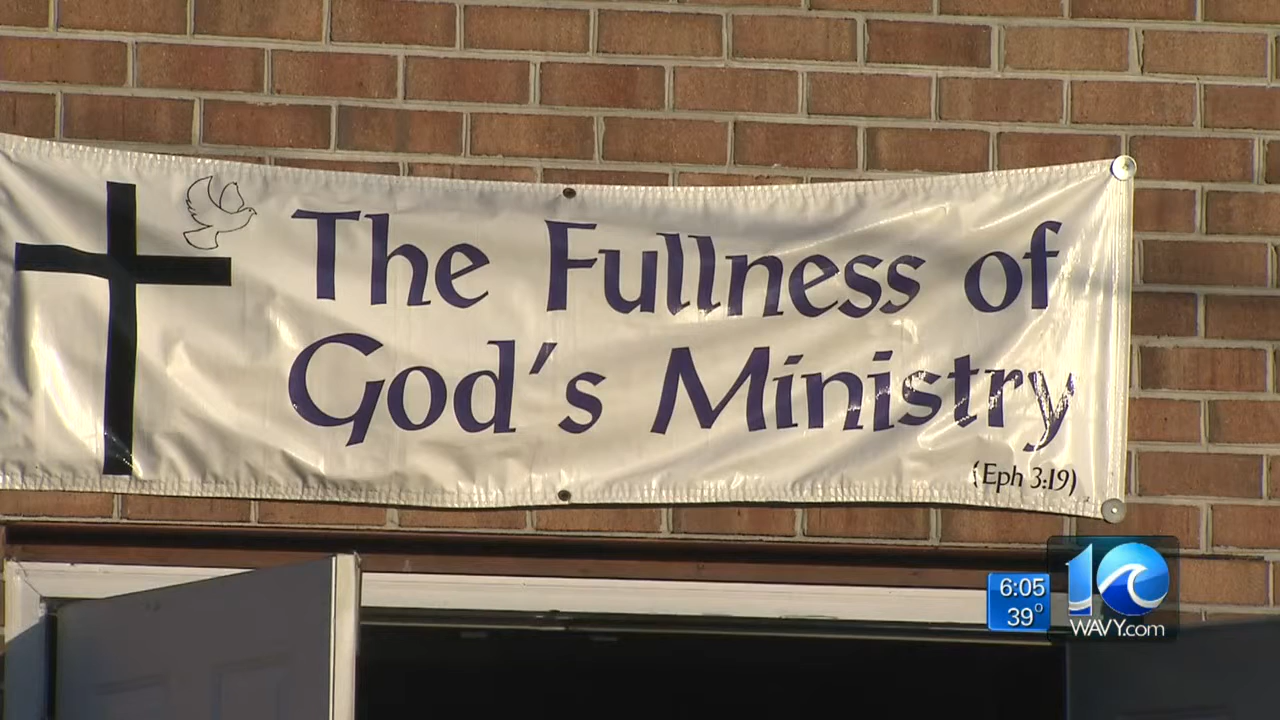 The Fullness of
God's Ministry
(Eph 3:19)
6:05
39°
10
WAVY.com